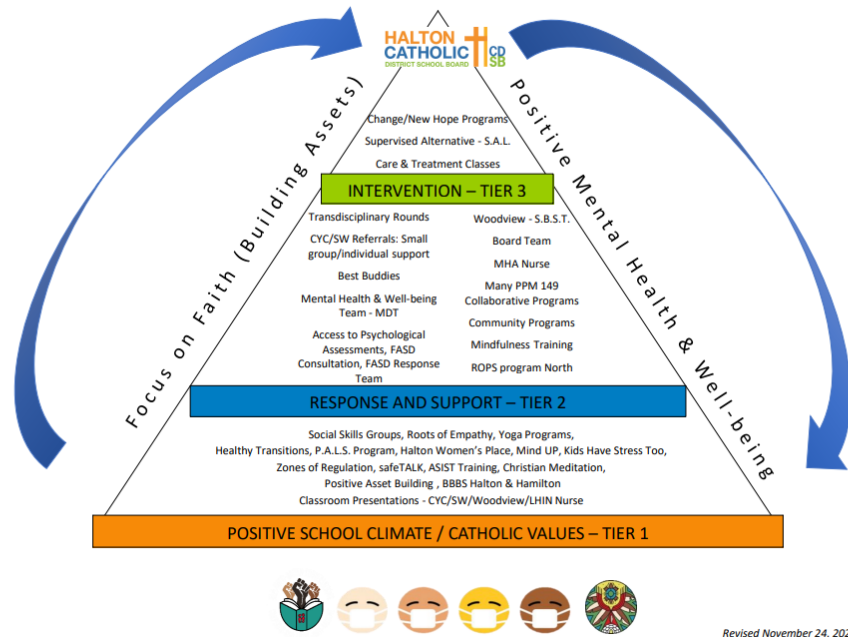 HALTON
CATHOLIC
DISTRICT SCHOOL BOARD
CD
SB
Focus on Faith (Building Assets)
Positive Mental Health & Well-being
Change/New Hope Programs
Supervised Alternative - S.A.L.
Care & Treatment Classes
INTERVENTION – TIER 3
Transdisciplinary Rounds
CYC/SW Referrals: Small
group/individual support
Best Buddies
Mental Health & Well-being
Team - MDT
Access to Psychological
Assessments, FASD
Consultation, FASD Response
Team
Woodview - S.B.S.T.
Board Team
MHA Nurse
Many PPM 149
Collaborative Programs
Community Programs
Mindfulness Training
ROPS program North
RESPONSE AND SUPPORT – TIER 2
Social Skills Groups, Roots of Empathy, Yoga Programs,
Healthy Transitions, P.A.L.S. Program, Halton Women's Place, Mind UP, Kids Have Stress Too,
Zones of Regulation, safeTALK, ASIST Training, Christian Meditation,
Positive Asset Building , BBBS Halton & Hamilton
Classroom Presentations - CYC/SW/Woodview/LHIN Nurse
POSITIVE SCHOOL CLIMATE / CATHOLIC VALUES – TIER 1
Revised November 24, 202